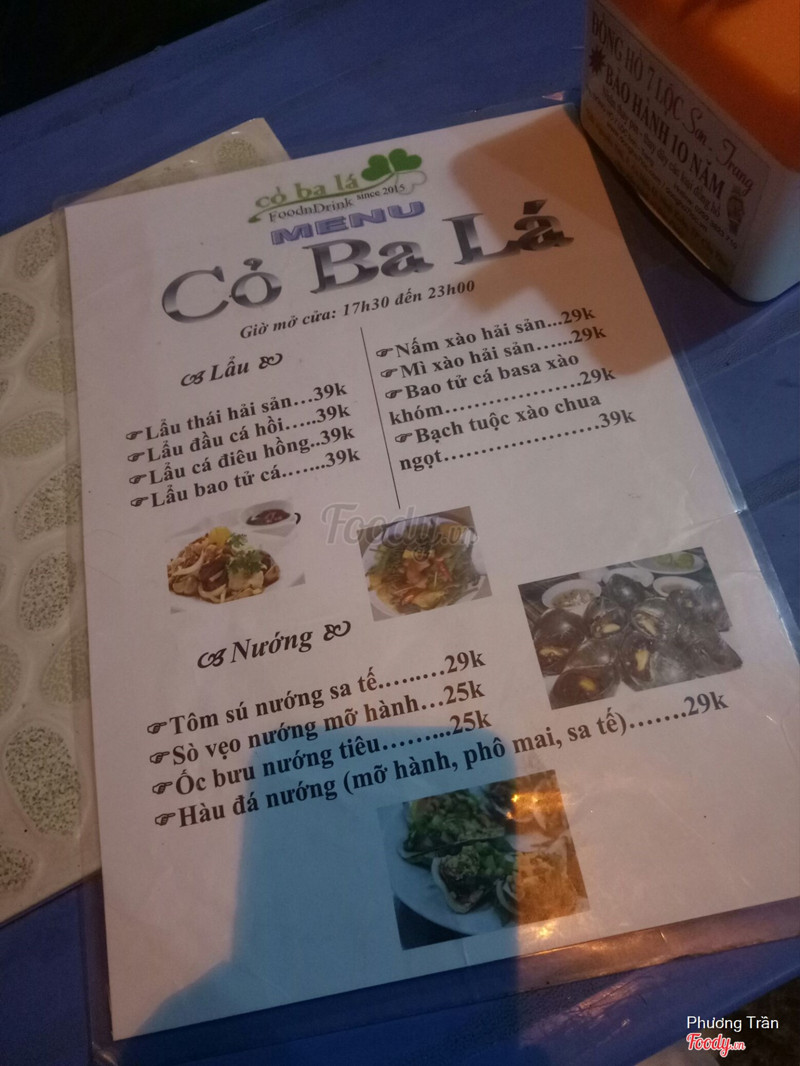 cỏ ba lá
FoodnDrink since 2015
MENU
Cỏ Ba Lá
Giờ mở cửa: 17h30 đến 23h00
Lẩu
Lẩu thái hải sản…39k
Lẩu đầu cá hồi…..39k
Lẩu cá điêu hồng..39k
Lẩu bao tử cá…....39k
Nấm xào hải sản...29k
Mì xào hải sản…...29k
Bao tử cá basa xào
khóm……………….29k
Bạch tuộc xào chua
ngọt…………………39k
Nướng
Tôm sú nướng sa tế…...…29k
Sò vẹo nướng mỡ hành…25k
Ốc bưu nướng tiêu……...25k
Hàu đá nướng (mỡ hành, phô mai, sa tế)…….29k
ĐỒNG HỒ 7 LỘC Sơn - Trang
BẢO HÀNH 10 NĂM
Foody.vn
Phương Trần
Foody.vn